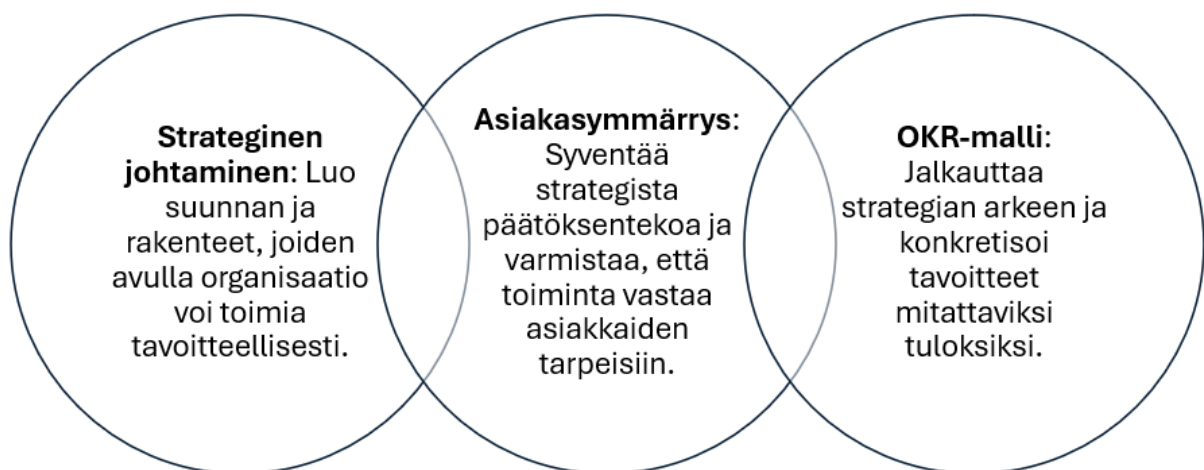 Strateginen
johtaminen: Luo
suunnan ja
rakenteet, joiden
avulla organisaatio
voi toimia
tavoitteellisesti.
Asiakasymmärrys:
Syventää
strategista
päätöksentekoa ja
varmistaa, että
toiminta vastaa
asiakkaiden
tarpeisiin.
OKR-malli:
Jalkauttaa
strategian arkeen ja
konkretisoi
tavoitteet
mitattaviksi
tuloksiksi.